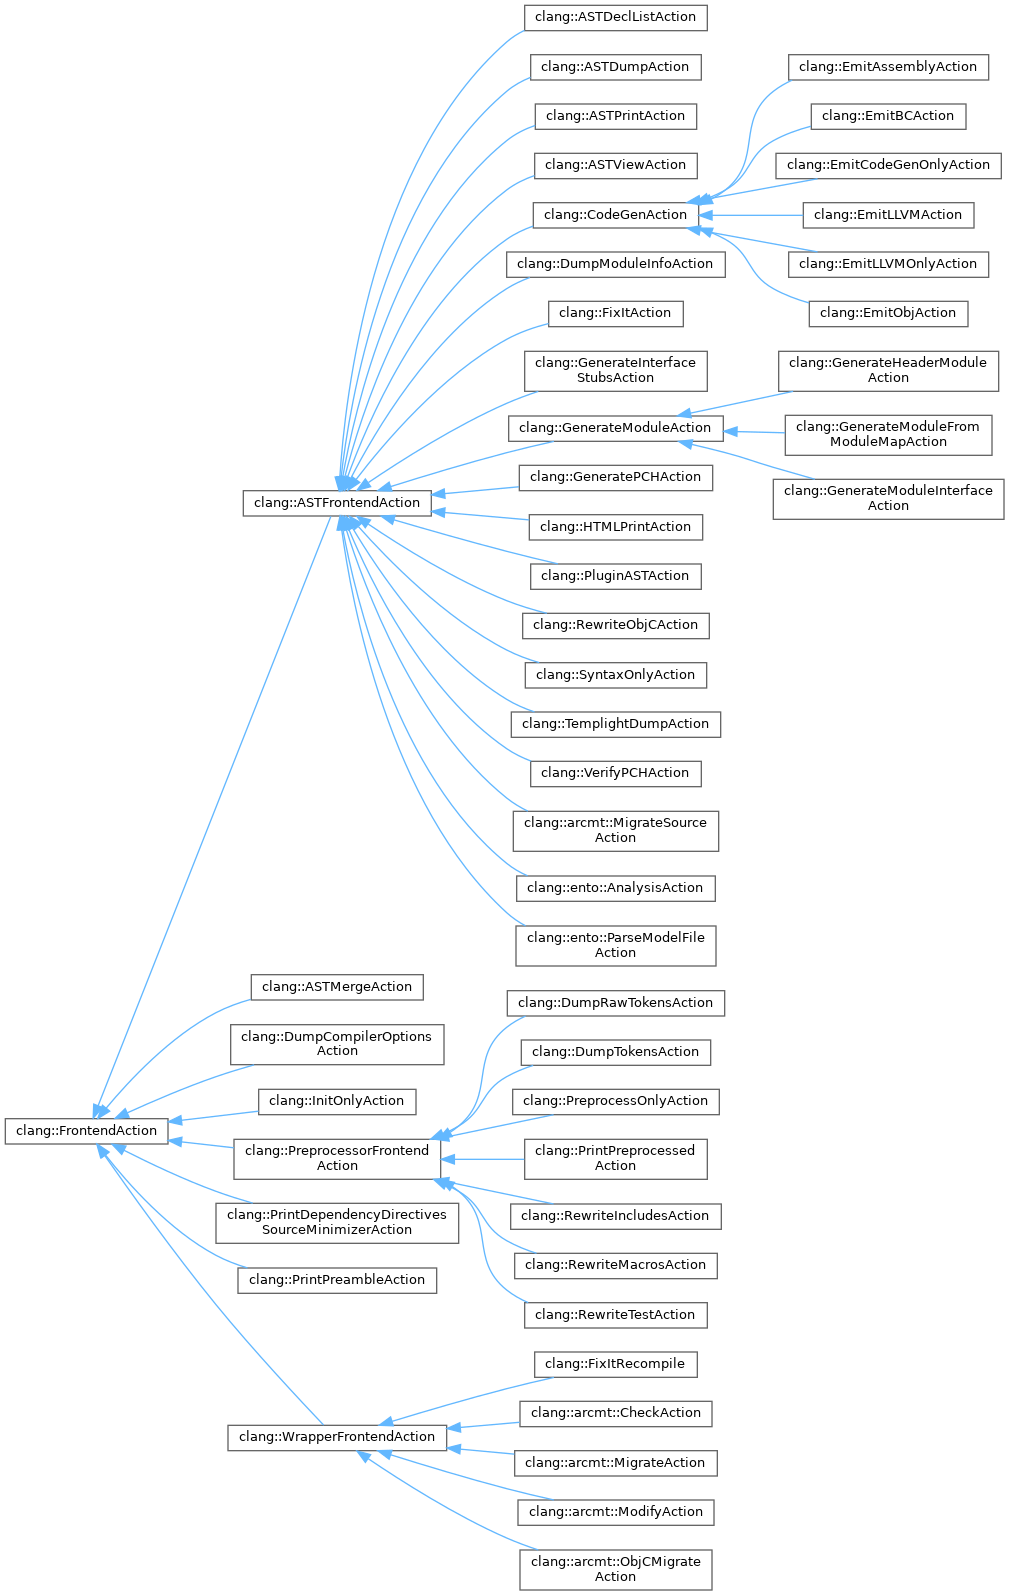 clang::ASTDeclListAction
clang::ASTDumpAction
clang::EmitAssemblyAction
clang::ASTPrintAction
clang::EmitBCAction
clang::ASTViewAction
clang::EmitCodeGenOnlyAction
clang::CodeGenAction
clang::EmitLLVMAction
clang::DumpModuleInfoAction
clang::EmitLLVMOnlyAction
clang::FixItAction
clang::EmitObjAction
clang::GenerateInterface
StubsAction
clang::GenerateHeaderModule
Action
clang::GenerateModuleAction
clang::GenerateModuleFrom
ModuleMapAction
clang::GeneratePCHAction
clang::GenerateModuleInterface
Action
clang::ASTFrontendAction
clang::HTMLPrintAction
clang::PluginASTAction
clang::RewriteObjCAction
clang::SyntaxOnlyAction
clang::TemplightDumpAction
clang::VerifyPCHAction
clang::arcmt::MigrateSource
Action
clang::ento::AnalysisAction
clang::ento::ParseModelFile
Action
clang::ASTMergeAction
clang::DumpRawTokensAction
clang::DumpCompilerOptions
Action
clang::DumpTokensAction
clang::InitOnlyAction
clang::PreprocessOnlyAction
clang::FrontendAction
clang::PreprocessorFrontend
Action
clang::PrintPreprocessed
Action
clang::PrintDependencyDirectives
SourceMinimizerAction
clang::RewriteIncludesAction
clang::RewriteMacrosAction
clang::PrintPreambleAction
clang::RewriteTestAction
clang::FixItRecompile
clang::arcmt::CheckAction
clang::WrapperFrontendAction
clang::arcmt::MigrateAction
clang::arcmt::ModifyAction
clang::arcmt::ObjCMigrate
Action